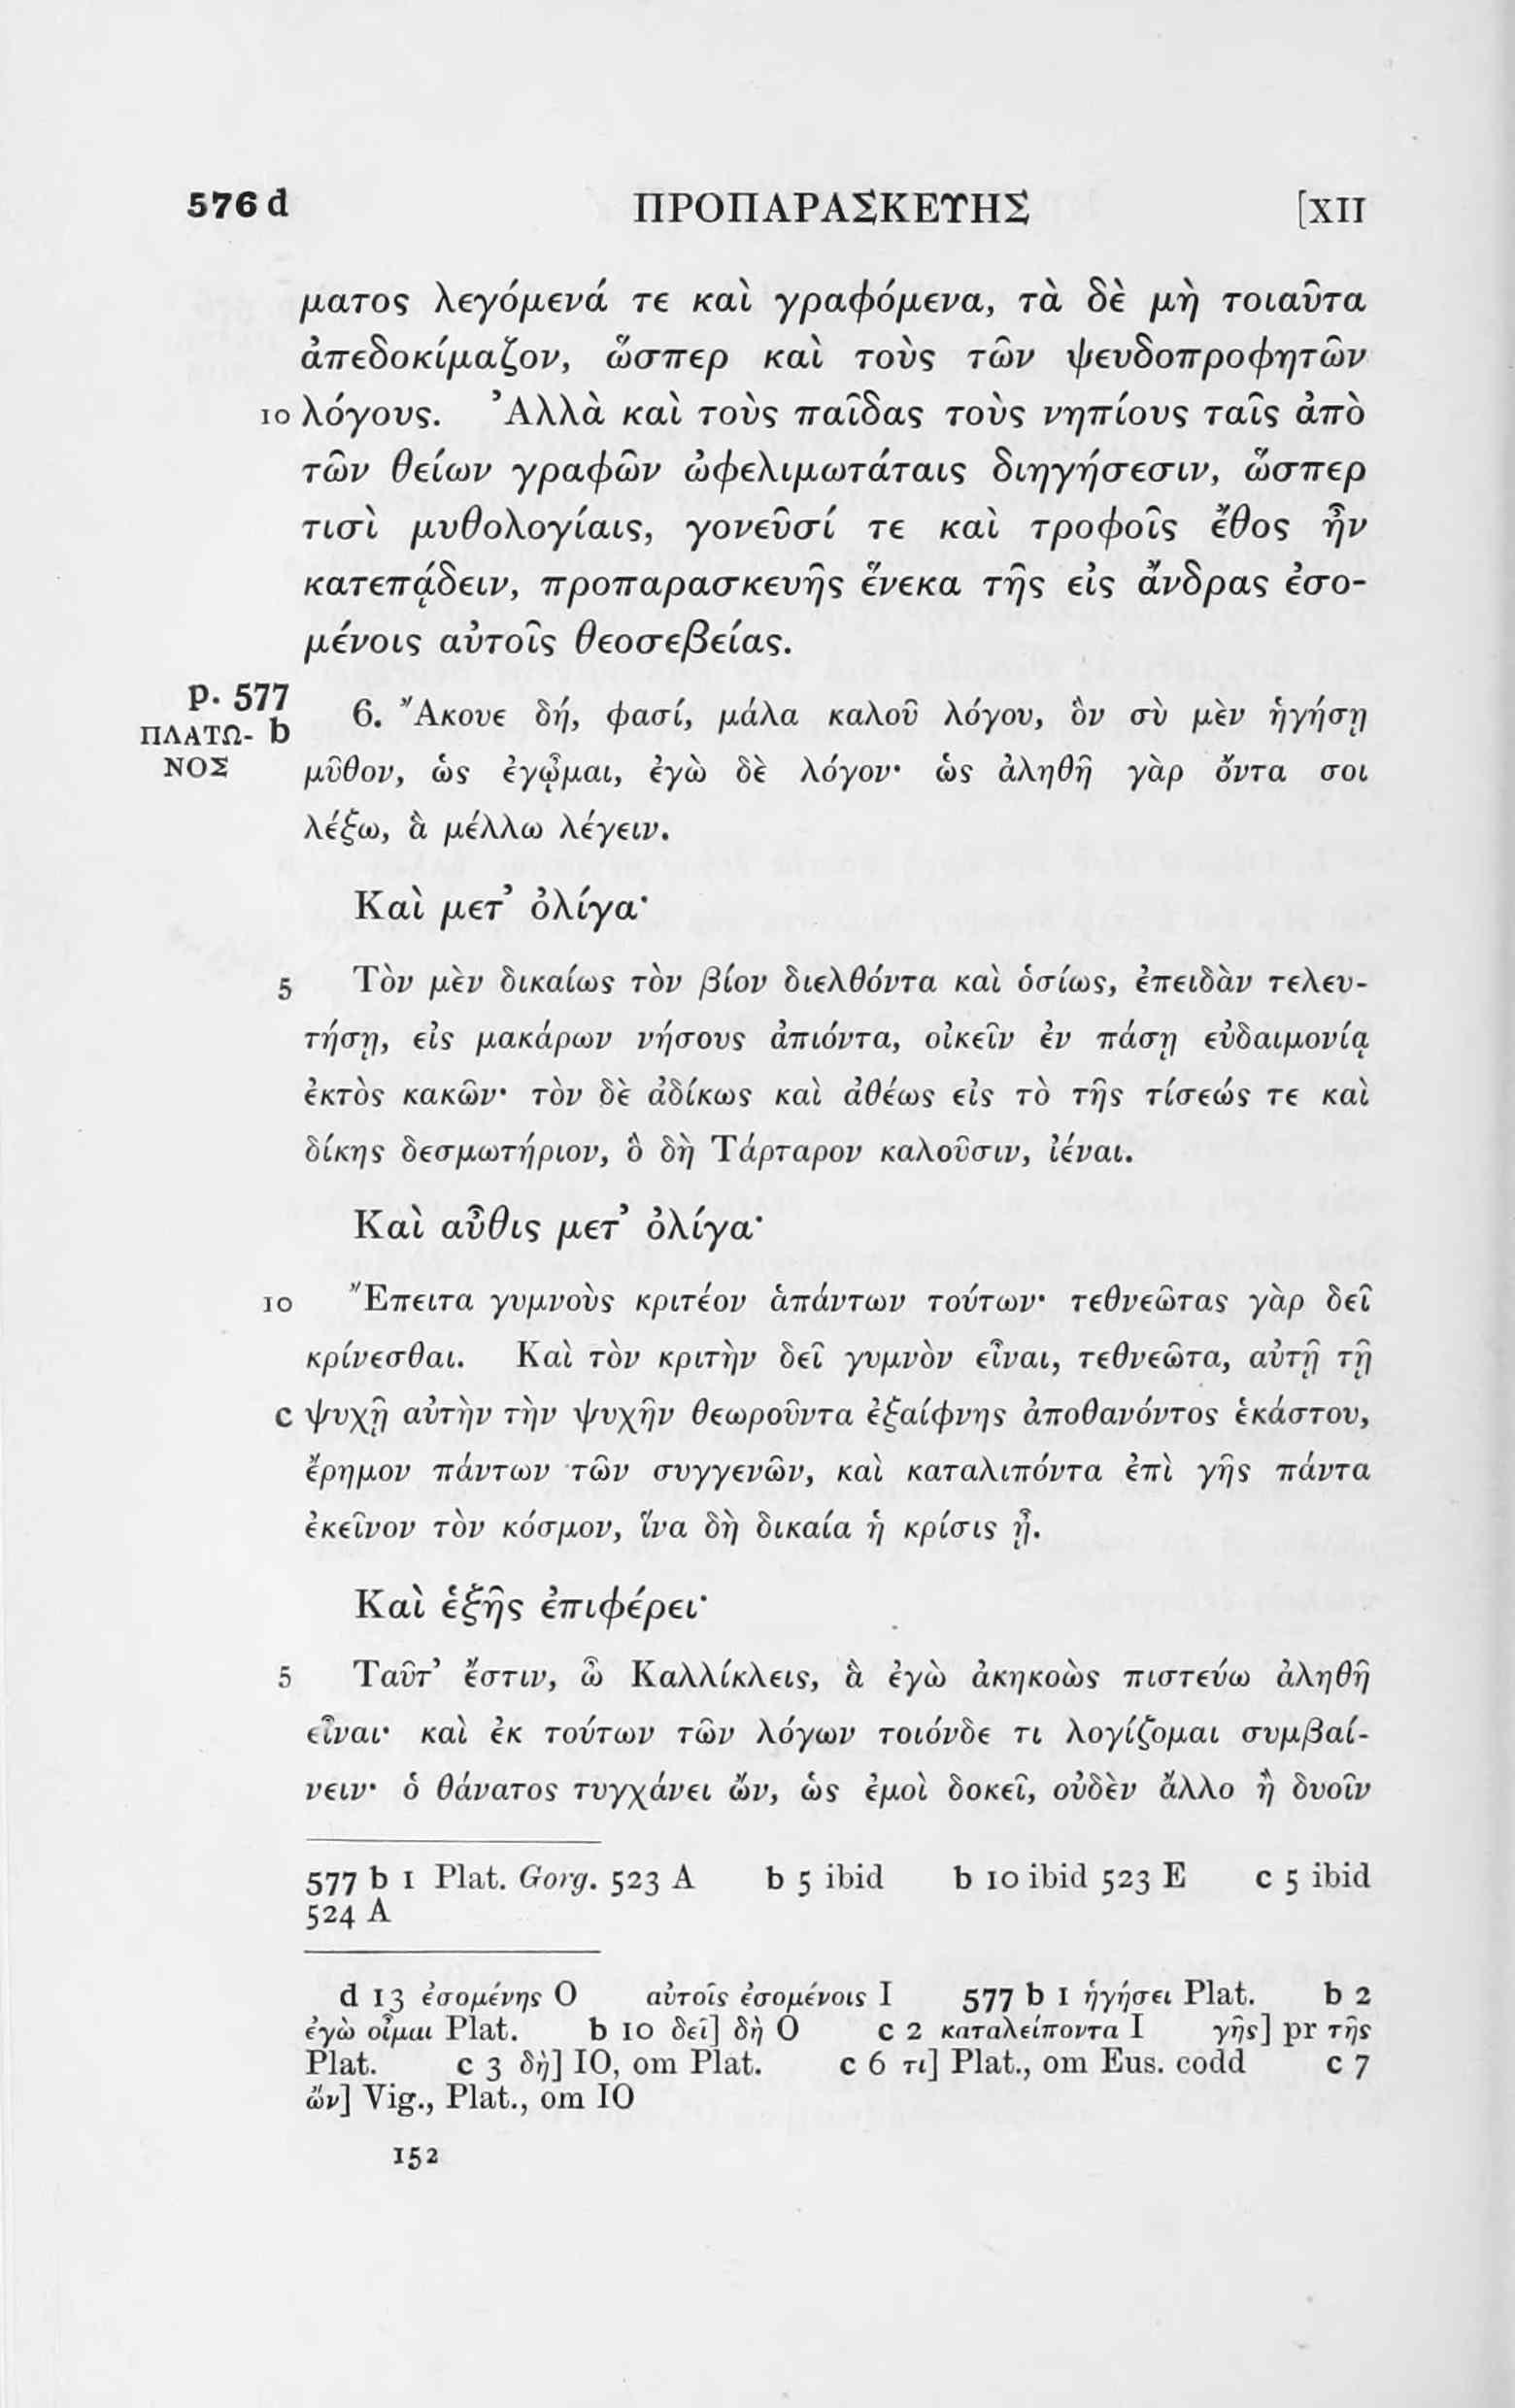 576 d ΠΡΟΠΑΡΑΣΚΕΥΗΣ [XII
ματος λεγόμενά τε καὶ γραφόμενα, τὰ δὲ μὴ τοιαῦτα
ἀπεδοκίμαζον, ὥσπερ καὶ τοὺς τῶν ψευδοπροφητῶν
10 λόγους. Ἀλλὰ καὶ τοὺς παῖδας τοὺς νηπίους ταῖς ἀπὸ
τῶν θείων γραφῶν ὠφελιμωτάταις διηγήσεσιν, ὥσπερ
τισὶ μυθολογίαις, γονεῦσί τε καὶ τροφοῖς ἔθος ἦν
κατεπᾴδειν, προπαρασκευῆς ἕνεκα τῆς εἰς ἄνδρας ἐσο-
μένοις αὐτοῖς θεοσεβείας.
p. 577
ΠΛΑΤΩ- b 6. Ἄκουε δή, φασί, μάλα καλοῦ λόγου, ὃν σὺ μὲν ἡγήσῃ
ΝΟΣ μῦθον, ὡς ἐγᾦμαι, ἐγὼ δὲ λόγον· ὡς ἀληθῆ γὰρ ὄντα σοι
λέξω, ἃ μέλλω λέγειν.
Καὶ μετ’ ὀλίγα·
5 Τὸν μὲν δικαίως τὸν βίον διελθόντα καὶ ὁσίως, ἐπειδὰν τελευ-
τήσῃ, εἰς μακάρων νήσους ἀπιόντα, οἰκεῖν ἐν πάσῃ εὐδαιμονίᾳ
ἐκτὸς κακῶν· τὸν δὲ ἀδίκως καὶ ἀθέως εἰς τὸ τῆς τίσεώς τε καὶ
δίκης δεσμωτήριον, ὃ δὴ Τάρταρον καλοῦσιν, ἰέναι.
Καὶ αὖθις μετ’ ὀλίγα·
10 Ἔπειτα γυμνοὺς κριτέον ἁπάντων τούτων· τεθνεῶτας γὰρ δεῖ
κρίνεσθαι. Καὶ τὸν κριτὴν δεῖ γυμνὸν εἶναι, τεθνεῶτα, αὐτῇ τῇ
c ψυχῇ αὐτὴν τὴν ψυχὴν θεωροῦντα ἐξαίφνης ἀποθανόντος ἑκάστου,
ἔρημον πάντων τῶν συγγενῶν, καὶ καταλιπόντα ἐπὶ γῆς πάντα
ἐκεῖνον τὸν κόσμον, ἵνα δὴ δικαία ἡ κρίσις ᾖ.
Καὶ ἑξῆς ἐπιφέρει·
5 Ταῦτ’ ἔστιν, ὦ Καλλίκλεις, ἃ ἐγὼ ἀκηκοὼς πιστεύω ἀληθῆ
εἶναι· καὶ ἐκ τούτων τῶν λόγων τοιόνδε τι λογίζομαι συμβαί-
νειν· ὁ θάνατος τυγχάνει ὤν, ὡς ἐμοὶ δοκεῖ, οὐδὲν ἄλλο ἢ δυοῖν
577 b 1 Plat. Gorg. 523 A b 5 ibid b 10 ibid 523 E c 5 ibid
524 A
d 13 ἐσομένης O αὐτοῖς ἐσομένοις I 577 b 1 ἡγήσει Plat. b 2
ἐγὼ οἶμαι Plat. b 10 δεῖ] δὴ O c 2 καταλείποντα I γῆς] pr τῆς
Plat. c 3 δὴ] IO, om Plat. c 6 τι] Plat., om Eus. codd c 7
ὤν] Vig., Plat., om IO
152